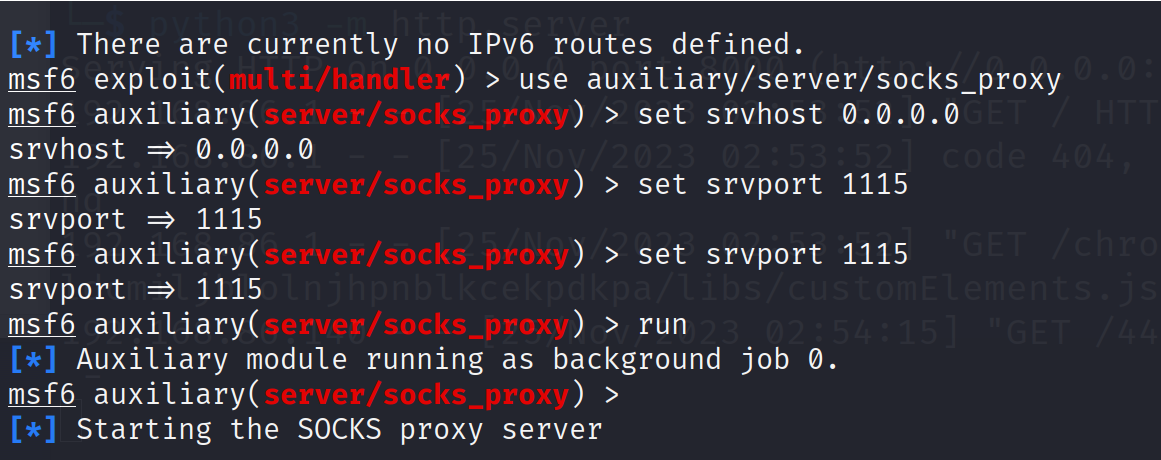 └─$ python3 -m http.server
[*] There are currently no IPv6 routes defined.
msf6 exploit(multi/handler) > use auxiliary/server/socks_proxy
msf6 auxiliary(server/socks_proxy) > set srvhost 0.0.0.0
srvhost => 0.0.0.0
msf6 auxiliary(server/socks_proxy) > set srvport 1115
srvport => 1115
msf6 auxiliary(server/socks_proxy) > set srvport 1115
srvport => 1115
msf6 auxiliary(server/socks_proxy) > run
[*] Auxiliary module running as background job 0.
msf6 auxiliary(server/socks_proxy) >
[*] Starting the SOCKS proxy server